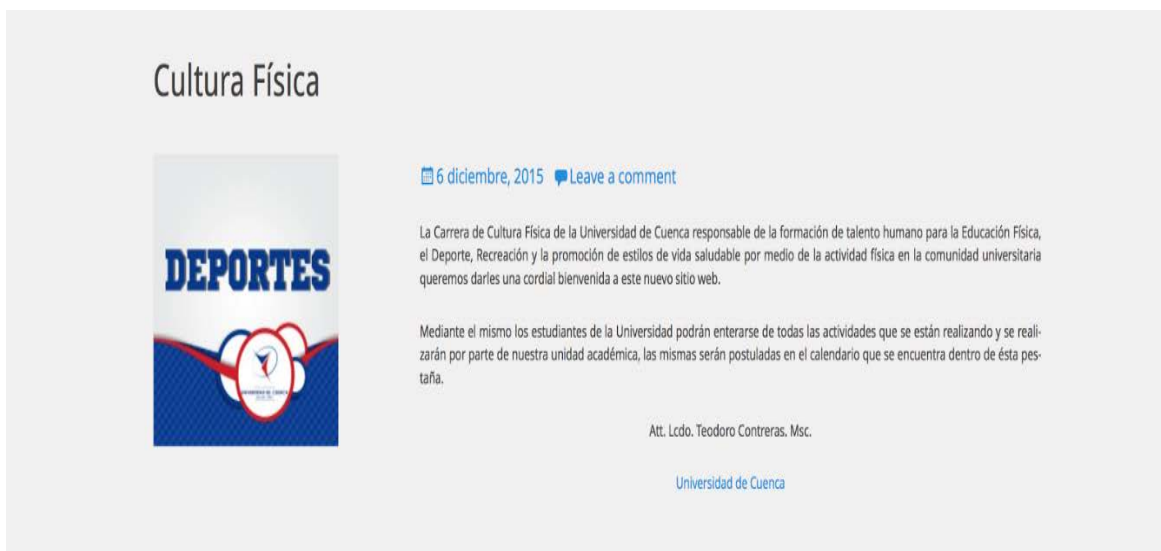 Cultura Física
DEPORTES
UNIVERSIDAD DE CUENCA
6 diciembre, 2015 Leave a comment
La Carrera de Cultura Física de la Universidad de Cuenca responsable de la formación de talento humano para la Educación Física,
el Deporte, Recreación y la promoción de estilos de vida saludable por medio de la actividad física en la comunidad universitaria
queremos darles una cordial bienvenida a este nuevo sitio web.
Mediante el mismo los estudiantes de la Universidad podrán enterarse de todas las actividades que se están realizando y se reali-
zarán por parte de nuestra unidad académica, las mismas serán postuladas en el calendario que se encuentra dentro de ésta pes-
taña.
Att. Lcdo. Teodoro Contreras. Msc.
Universidad de Cuenca